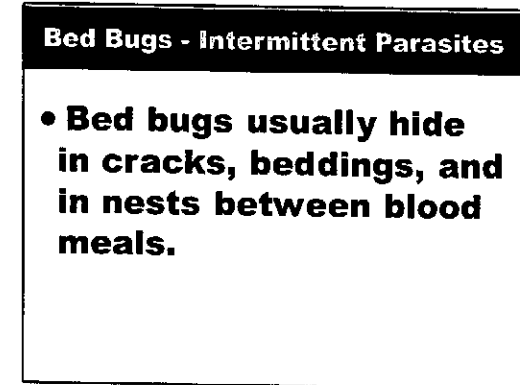 Bed Bugs - Intermittent Parasites
• Bed bugs usually hide
in cracks, beddings, and
in nests between blood
meals.